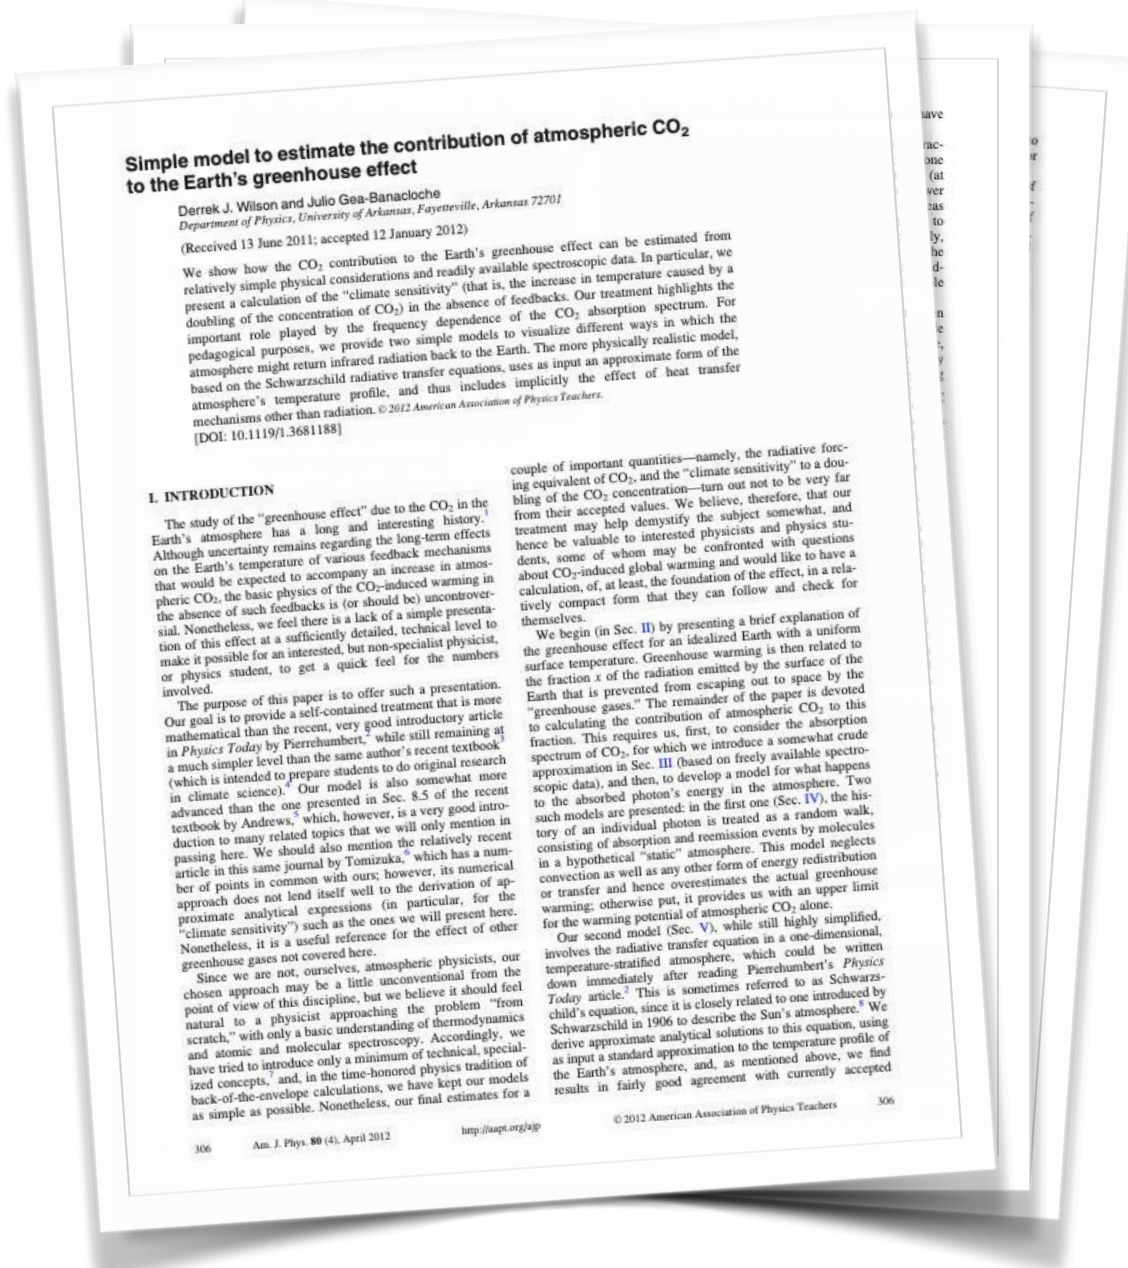 Simple model to estimate the contribution of atmospheric CO2
to the Earth's greenhouse effect
Derrek J. Wilson and Julio Gea-Banacloche
Department of Physics, University of Arkansas, Fayetteville, Arkansas 72701
(Received 13 June 2011; accepted 12 January 2012)
We show how the CO2 contribution to the Earth's greenhouse effect can be estimated from
relatively simple physical considerations and readily available spectroscopic data. In particular, we
present a calculation of the “climate sensitivity” (that is, the increase in temperature caused by a
doubling of the concentration of CO2) in the absence of feedbacks. Our treatment highlights the
important role played by the frequency dependence of the CO2 absorption spectrum. For
pedagogical purposes, we provide two simple models to visualize different ways in which the
atmosphere might return infrared radiation back to the Earth. The more physically realistic model,
based on the Schwarzschild radiative transfer equations, uses as input an approximate form of the
atmosphere's temperature profile, and thus includes implicitly the effect of heat transfer
mechanisms other than radiation. © 2012 American Association of Physics Teachers.
[DOI: 10.1119/1.3681188]
I. INTRODUCTION
The study of the “greenhouse effect” due to the CO2 in the
Earth's atmosphere has a long and interesting history.1
Although uncertainty remains regarding the long-term effects
on the Earth's temperature of various feedback mechanisms
that would be expected to accompany an increase in atmos-
pheric CO2, the basic physics of the CO2-induced warming in
the absence of such feedbacks is (or should be) uncontrover-
sial. Nonetheless, we feel there is a lack of a simple presenta-
tion of this effect at a sufficiently detailed, technical level to
make it possible for an interested, but non-specialist physicist,
or physics student, to get a quick feel for the numbers
involved.
The purpose of this paper is to offer such a presentation.
Our goal is to provide a self-contained treatment that is more
mathematical than the recent, very good introductory article
in Physics Today by Pierrehumbert,2 while still remaining at
a much simpler level than the same author's recent textbook3
(which is intended to prepare students to do original research
in climate science).4 Our model is also somewhat more
advanced than the one presented in Sec. 8.5 of the recent
textbook by Andrews,5 which, however, is a very good intro-
duction to many related topics that we will only mention in
passing here. We should also mention the relatively recent
article in this same journal by Tomizuka,6 which has a num-
ber of points in common with ours; however, its numerical
approach does not lend itself well to the derivation of ap-
proximate analytical expressions (in particular, for the
“climate sensitivity”) such as the ones we will present here.
Nonetheless, it is a useful reference for the effect of other
greenhouse gases not covered here.
Since we are not, ourselves, atmospheric physicists, our
chosen approach may be a little unconventional from the
point of view of this discipline, but we believe it should feel
natural to a physicist approaching the problem “from
scratch,” with only a basic understanding of thermodynamics
and atomic and molecular spectroscopy. Accordingly, we
have tried to introduce only a minimum of technical, special-
ized concepts,7 and, in the time-honored physics tradition of
back-of-the-envelope calculations, we have kept our models
as simple as possible. Nonetheless, our final estimates for a
couple of important quantities—namely, the radiative forc-
ing equivalent of CO2, and the “climate sensitivity” to a dou-
bling of the CO2 concentration—turn out not to be very far
from their accepted values. We believe, therefore, that our
treatment may help demystify the subject somewhat, and
hence be valuable to interested physicists and physics stu-
dents, some of whom may be confronted with questions
about CO2-induced global warming and would like to have a
calculation, of, at least, the foundation of the effect, in a rela-
tively compact form that they can follow and check for
themselves.
We begin (in Sec. II) by presenting a brief explanation of
the greenhouse effect for an idealized Earth with a uniform
surface temperature. Greenhouse warming is then related to
the fraction x of the radiation emitted by the surface of the
Earth that is prevented from escaping out to space by the
“greenhouse gases.” The remainder of the paper is devoted
to calculating the contribution of atmospheric CO2 to this
fraction. This requires us, first, to consider the absorption
spectrum of CO2, for which we introduce a somewhat crude
approximation in Sec. III (based on freely available spectro-
scopic data), and then, to develop a model for what happens
to the absorbed photon's energy in the atmosphere. Two
such models are presented: in the first one (Sec. IV), the his-
tory of an individual photon is treated as a random walk,
consisting of absorption and reemission events by molecules
in a hypothetical “static” atmosphere. This model neglects
convection as well as any other form of energy redistribution
or transfer and hence overestimates the actual greenhouse
warming; otherwise put, it provides us with an upper limit
for the warming potential of atmospheric CO2 alone.
Our second model (Sec. V), while still highly simplified,
involves the radiative transfer equation in a one-dimensional,
temperature-stratified atmosphere, which could be written
down immediately after reading Pierrehumbert's Physics
Today article.2 This is sometimes referred to as Schwarzs-
child's equation, since it is closely related to one introduced by
Schwarzschild in 1906 to describe the Sun's atmosphere.8 We
derive approximate analytical solutions to this equation, using
as input a standard approximation to the temperature profile of
the Earth's atmosphere, and, as mentioned above, we find
results in fairly good agreement with currently accepted
306 Am. J. Phys. 80 (4), April 2012 http://aapt.org/ajp © 2012 American Association of Physics Teachers 306